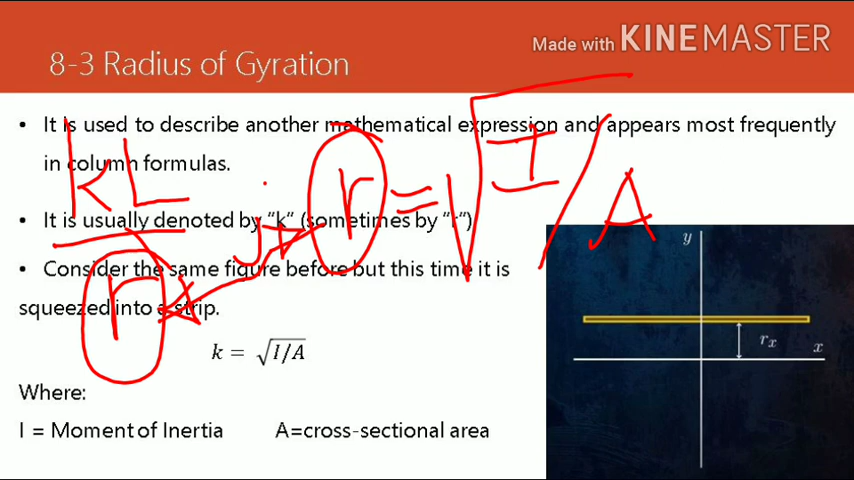 Made with KINEMASTER
8-3 Radius of Gyration
• It is used to describe another mathematical expression and appears most frequently
in column formulas.
• It is usually denoted by "k" (sometimes by "r")
• Consider the same figure before but this time it is
squeezed into a strip.
k = √I/A
Where:
I = Moment of Inertia A=cross-sectional area
KL
r
r = √I/A
y
r_x
x